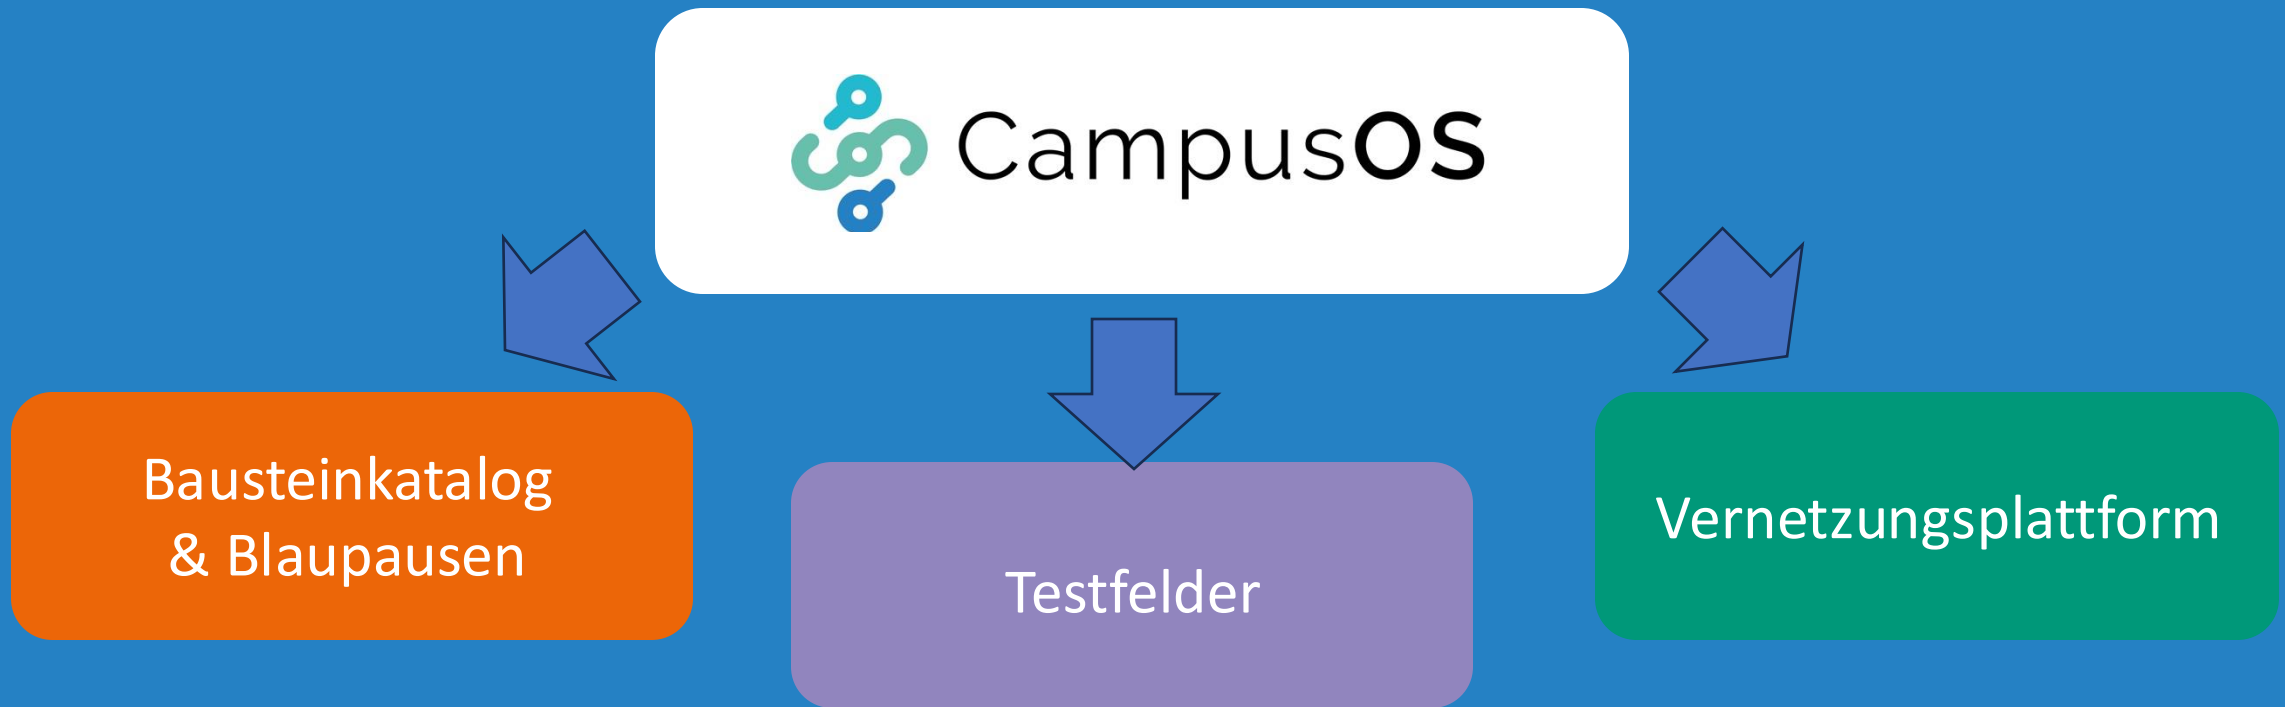 CampusOS
Bausteinkatalog
& Blaupausen
Testfelder
Vernetzungsplattform